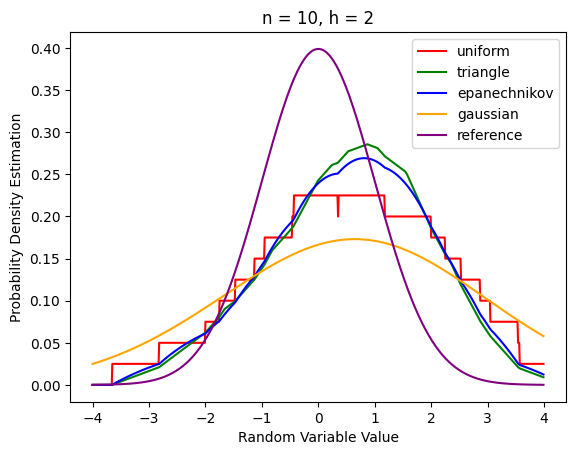 n = 10, h = 2
uniform
triangle
epanechnikov
gaussian
reference
Probability Density Estimation
0.40
0.35
0.30
0.25
0.20
0.15
0.10
0.05
0.00
−4 −3 −2 −1 0 1 2 3 4
Random Variable Value